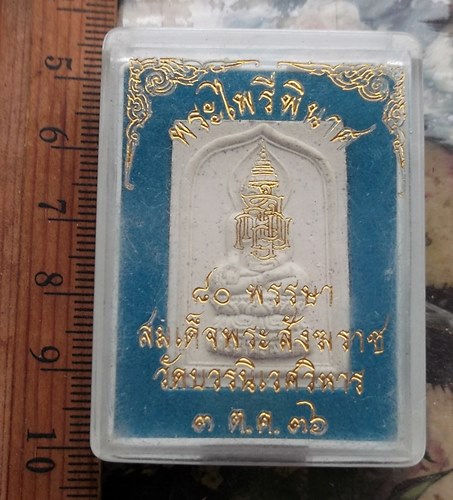 พระไพรีพินาศ
๘๐ พรรษา
สมเด็จพระสังฆราช
วัดบวรนิเวศวิหาร
๓ ต.ค. ๓๖
5
6
7
8
9
10